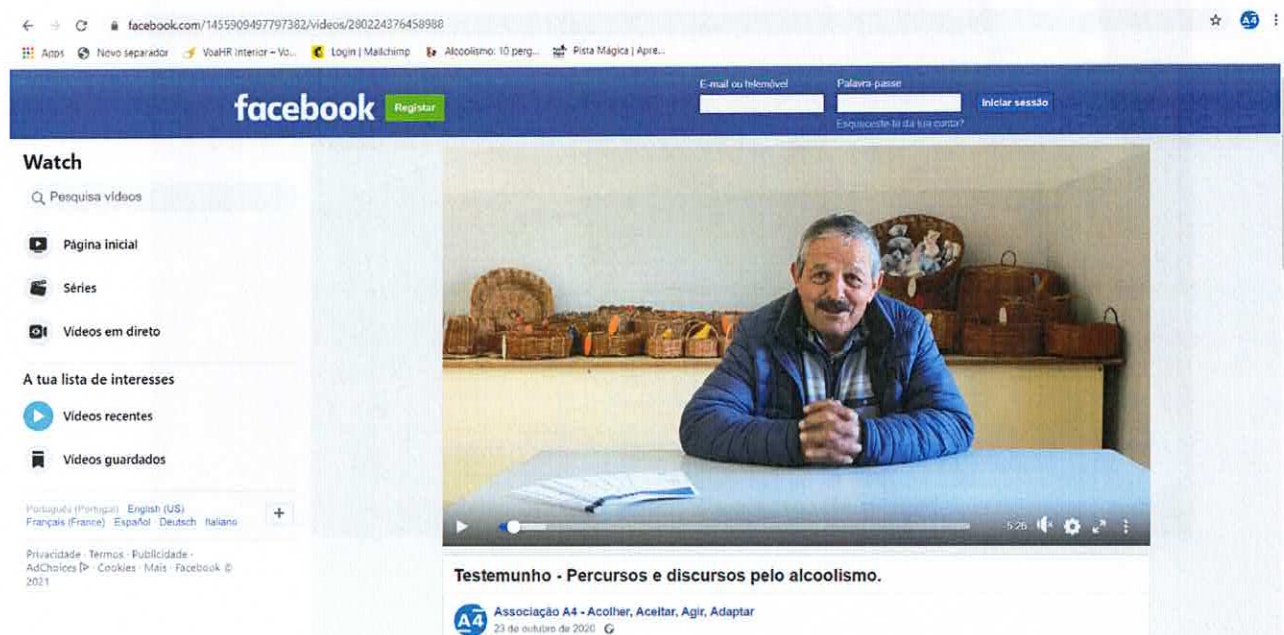 facebook.com/1455909497797382/videos/280224376458988
A4
Apps Novo separador VoaHR Interior – Vo... Login | Mailchimp Alcoolismo: 10 perg... Pista Mágica | Apre...
E-mail ou telemóvel Palavra-passe
facebook Registar Iniciar sessão
Esqueceste-te da tua conta?
Watch
Pesquisa vídeos
Página inicial
Séries
Vídeos em direto
A tua lista de interesses
Vídeos recentes
Vídeos guardados
Português (Portugal) · English (US) ·
Français (France) · Español · Deutsch · Italiano
+
Privacidade · Termos · Publicidade ·
AdChoices · Cookies · Mais · Facebook ©
2021
5:26
Testemunho - Percursos e discursos pelo alcoolismo.
A4
Associação A4 - Acolher, Aceitar, Agir, Adaptar
23 de outubro de 2020